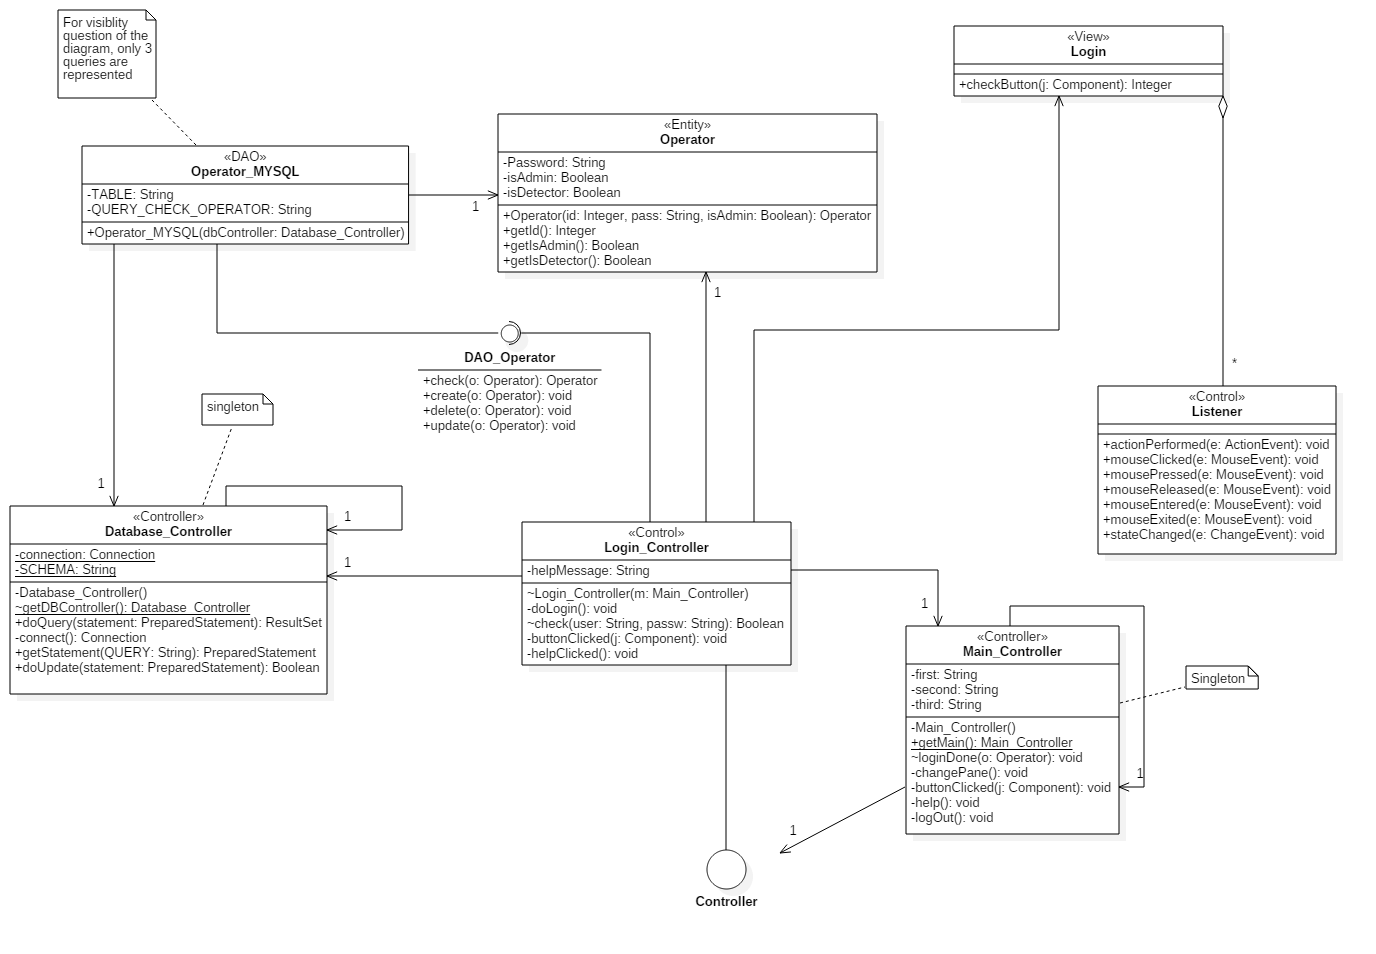 For visiblity
question of the
diagram, only 3
queries are
represented
«View»
Login
+checkButton(j: Component): Integer
«Entity»
Operator
-Password: String
-isAdmin: Boolean
-isDetector: Boolean
+Operator(id: Integer, pass: String, isAdmin: Boolean): Operator
+getId(): Integer
+getIsAdmin(): Boolean
+getIsDetector(): Boolean
«DAO»
Operator_MYSQL
-TABLE: String
-QUERY_CHECK_OPERATOR: String
+Operator_MYSQL(dbController: Database_Controller)
1
1
DAO_Operator
+check(o: Operator): Operator
+create(o: Operator): void
+delete(o: Operator): void
+update(o: Operator): void
*
«Control»
Listener
+actionPerformed(e: ActionEvent): void
+mouseClicked(e: MouseEvent): void
+mousePressed(e: MouseEvent): void
+mouseReleased(e: MouseEvent): void
+mouseEntered(e: MouseEvent): void
+mouseExited(e: MouseEvent): void
+stateChanged(e: ChangeEvent): void
singleton
1
«Controller»
Database_Controller
-connection: Connection
-SCHEMA: String
-Database_Controller()
~getDBController(): Database_Controller
+doQuery(statement: PreparedStatement): ResultSet
-connect(): Connection
+getStatement(QUERY: String): PreparedStatement
+doUpdate(statement: PreparedStatement): Boolean
1
1
«Control»
Login_Controller
-helpMessage: String
~Login_Controller(m: Main_Controller)
-doLogin(): void
~check(user: String, passw: String): Boolean
-buttonClicked(j: Component): void
-helpClicked(): void
1
«Controller»
Main_Controller
-first: String
-second: String
-third: String
-Main_Controller()
+getMain(): Main_Controller
~loginDone(o: Operator): void
-changePane(): void
-buttonClicked(j: Component): void
-help(): void
-logOut(): void
Singleton
1
1
Controller